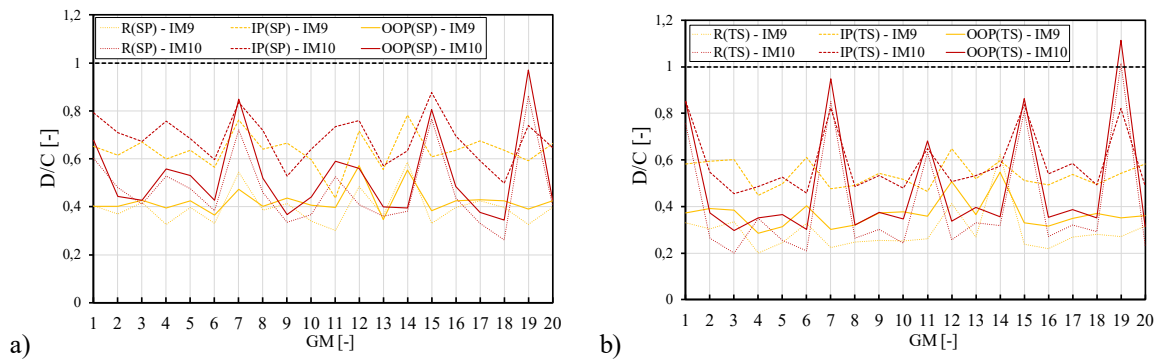 R(SP) - IM9 IP(SP) - IM9 OOP(SP) - IM9
R(SP) - IM10 IP(SP) - IM10 OOP(SP) - IM10
D/C [-]
1,2
1
0,8
0,6
0,4
0,2
0
1 2 3 4 5 6 7 8 9 10 11 12 13 14 15 16 17 18 19 20
GM [-]
a)
R(TS) - IM9 IP(TS) - IM9 OOP(TS) - IM9
R(TS) - IM10 IP(TS) - IM10 OOP(TS) - IM10
D/C [-]
1,2
1
0,8
0,6
0,4
0,2
0
1 2 3 4 5 6 7 8 9 10 11 12 13 14 15 16 17 18 19 20
GM [-]
b)